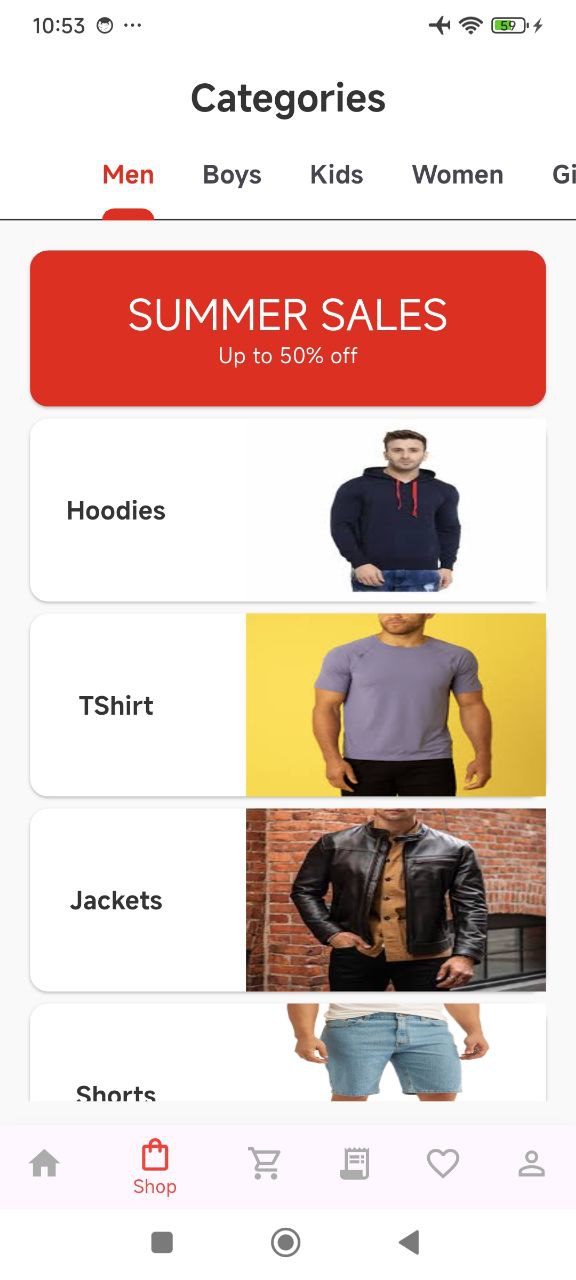 10:53
59
Categories
Men Boys Kids Women Gi
SUMMER SALES
Up to 50% off
Hoodies
TShirt
Jackets
Shorts
Shop